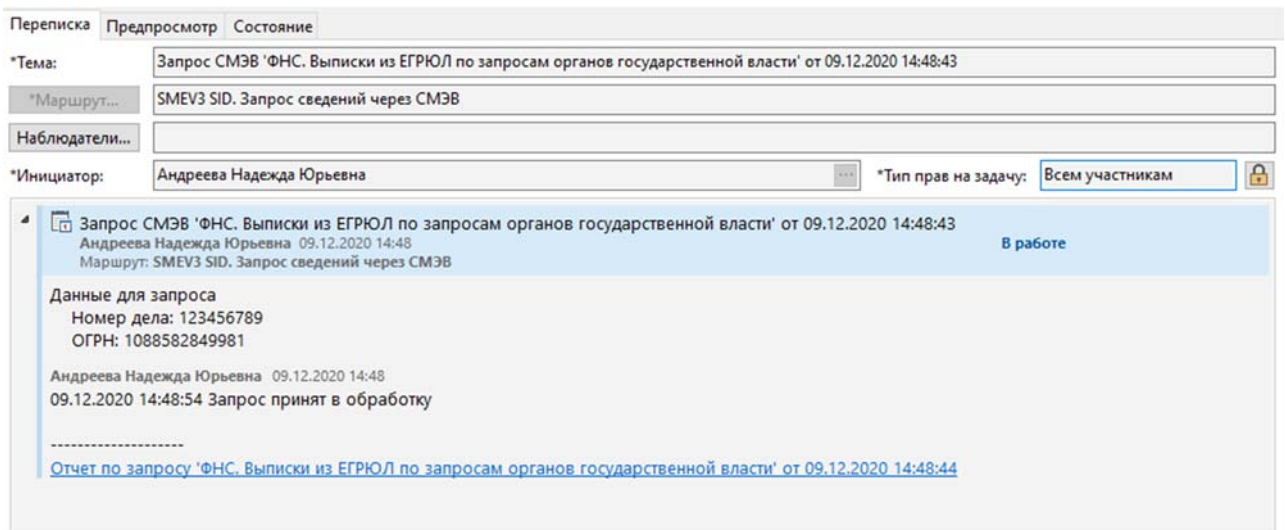 Переписка Предпросмотр Состояние
*Тема: Запрос СМЭВ 'ФНС. Выписки из ЕГРЮЛ по запросам органов государственной власти' от 09.12.2020 14:48:43
*Маршрут... SMEV3 SID. Запрос сведений через СМЭВ
Наблюдатели...
*Инициатор: Андреева Надежда Юрьевна ... *Тип прав на задачу: Всем участникам
Запрос СМЭВ 'ФНС. Выписки из ЕГРЮЛ по запросам органов государственной власти' от 09.12.2020 14:48:43
Андреева Надежда Юрьевна 09.12.2020 14:48 В работе
Маршрут: SMEV3 SID. Запрос сведений через СМЭВ
Данные для запроса
Номер дела: 123456789
ОГРН: 1088582849981
Андреева Надежда Юрьевна 09.12.2020 14:48
09.12.2020 14:48:54 Запрос принят в обработку
--------------------
Отчет по запросу 'ФНС. Выписки из ЕГРЮЛ по запросам органов государственной власти' от 09.12.2020 14:48:44